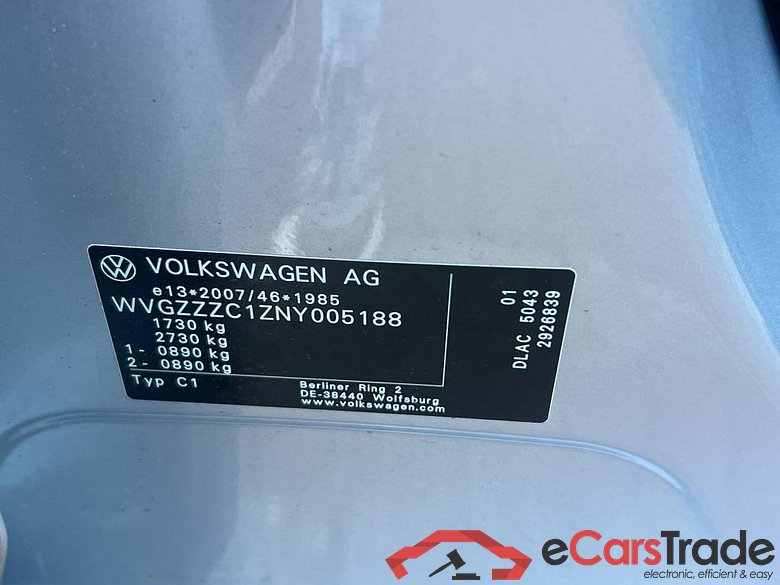 VOLKSWAGEN AG
e13*2007/46*1985
WVGZZZC1ZNY005188
1730 kg
2730 kg
1- 0890 kg
2- 0890 kg
Typ C1
Berliner Ring 2
DE-38440 Wolfsburg
www.volkswagen.com
01
DLAC 5043
2926839
eCarsTrade
electronic, efficient & easy